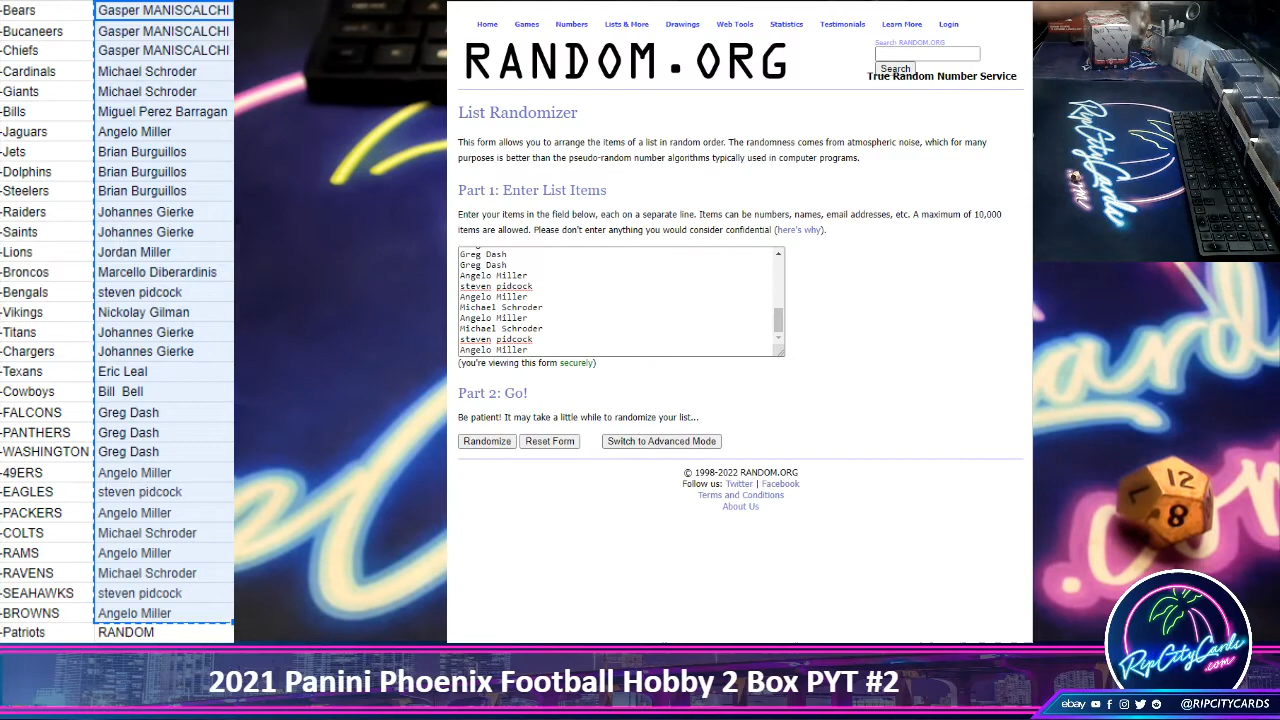 -Bears Gasper MANISCALCHI
-Bucaneers Gasper MANISCALCHI
-Chiefs Gasper MANISCALCHI
-Cardinals Michael Schroder
-Giants Michael Schroder
-Bills Miguel Perez Barragan
-Jaguars Angelo Miller
-Jets Brian Burguillos
-Dolphins Brian Burguillos
-Steelers Brian Burguillos
-Raiders Johannes Gierke
-Saints Johannes Gierke
-Lions Jordan Miller
-Broncos Marcello Diberardinis
-Bengals steven pidcock
-Vikings Nickolay Gilman
-Titans Johannes Gierke
-Chargers Johannes Gierke
-Texans Eric Leal
-Cowboys Bill  Bell
-FALCONS Greg Dash
-PANTHERS Greg Dash
-WASHINGTON Greg Dash
-49ERS Angelo Miller
-EAGLES steven pidcock
-PACKERS Angelo Miller
-COLTS Michael Schroder
-RAMS Angelo Miller
-RAVENS Michael Schroder
-SEAHAWKS steven pidcock
-BROWNS Angelo Miller
-Patriots RANDOM
Home Games Numbers Lists & More Drawings Web Tools Statistics Testimonials Learn More Login
RANDOM.ORG
Search RANDOM.ORG
Search
True Random Number Service
List Randomizer
This form allows you to arrange the items of a list in random order. The randomness comes from atmospheric noise, which for many
purposes is better than the pseudo-random number algorithms typically used in computer programs.
Part 1: Enter List Items
Enter your items in the field below, each on a separate line. Items can be numbers, names, email addresses, etc. A maximum of 10,000
items are allowed. Please don't enter anything you would consider confidential (here's why).
Greg Dash
Greg Dash
Angelo Miller
steven pidcock
Angelo Miller
Michael Schroder
Angelo Miller
Michael Schroder
steven pidcock
Angelo Miller
(you're viewing this form securely)
Part 2: Go!
Be patient! It may take a little while to randomize your list...
Randomize Reset Form Switch to Advanced Mode
© 1998-2022 RANDOM.ORG
Follow us: Twitter | Facebook
Terms and Conditions
About Us
RipCityCards
.com
12
8
RipCityCards
.com
2021 Panini Phoenix Football Hobby 2 Box PYT #2
ebay @RIPCITYCARDS